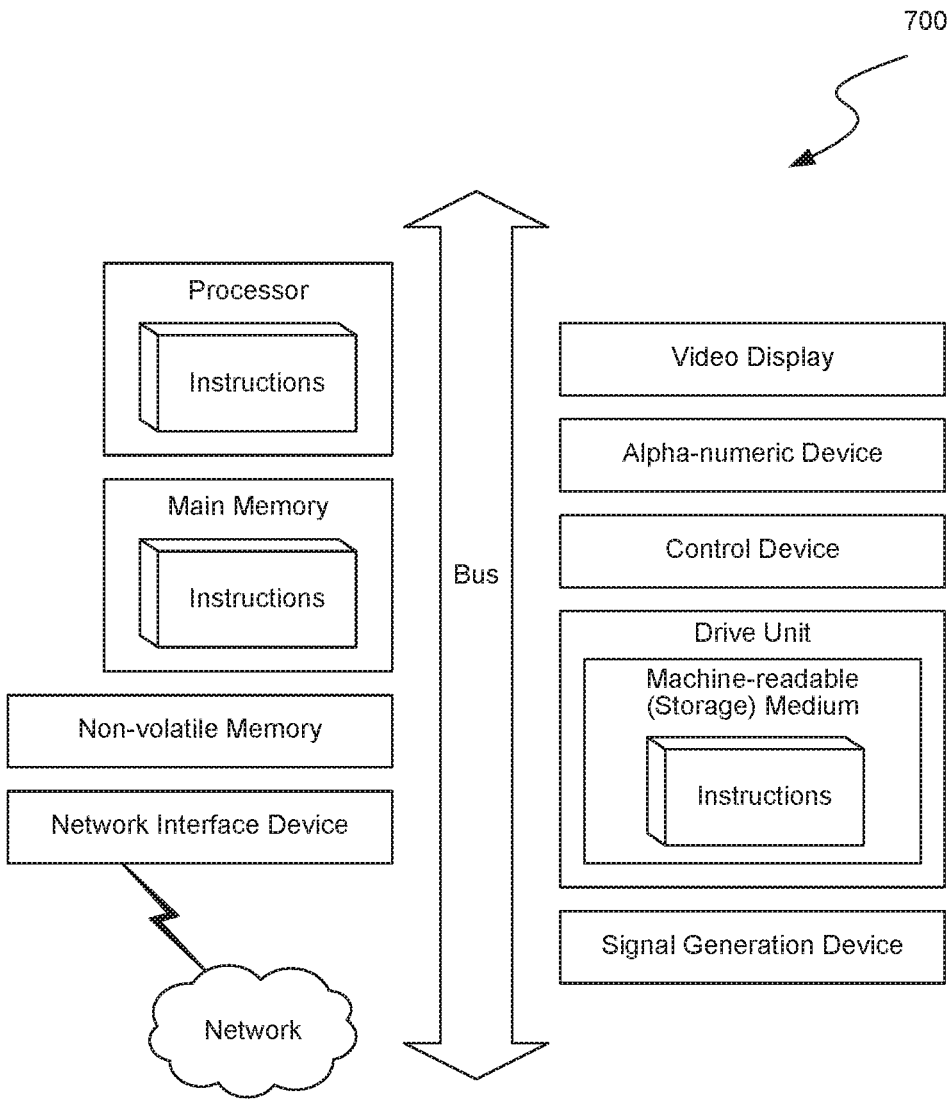 700
Processor
Instructions
Main Memory
Instructions
Non-volatile Memory
Network Interface Device
Network
Bus
Video Display
Alpha-numeric Device
Control Device
Drive Unit
Machine-readable
(Storage) Medium
Instructions
Signal Generation Device